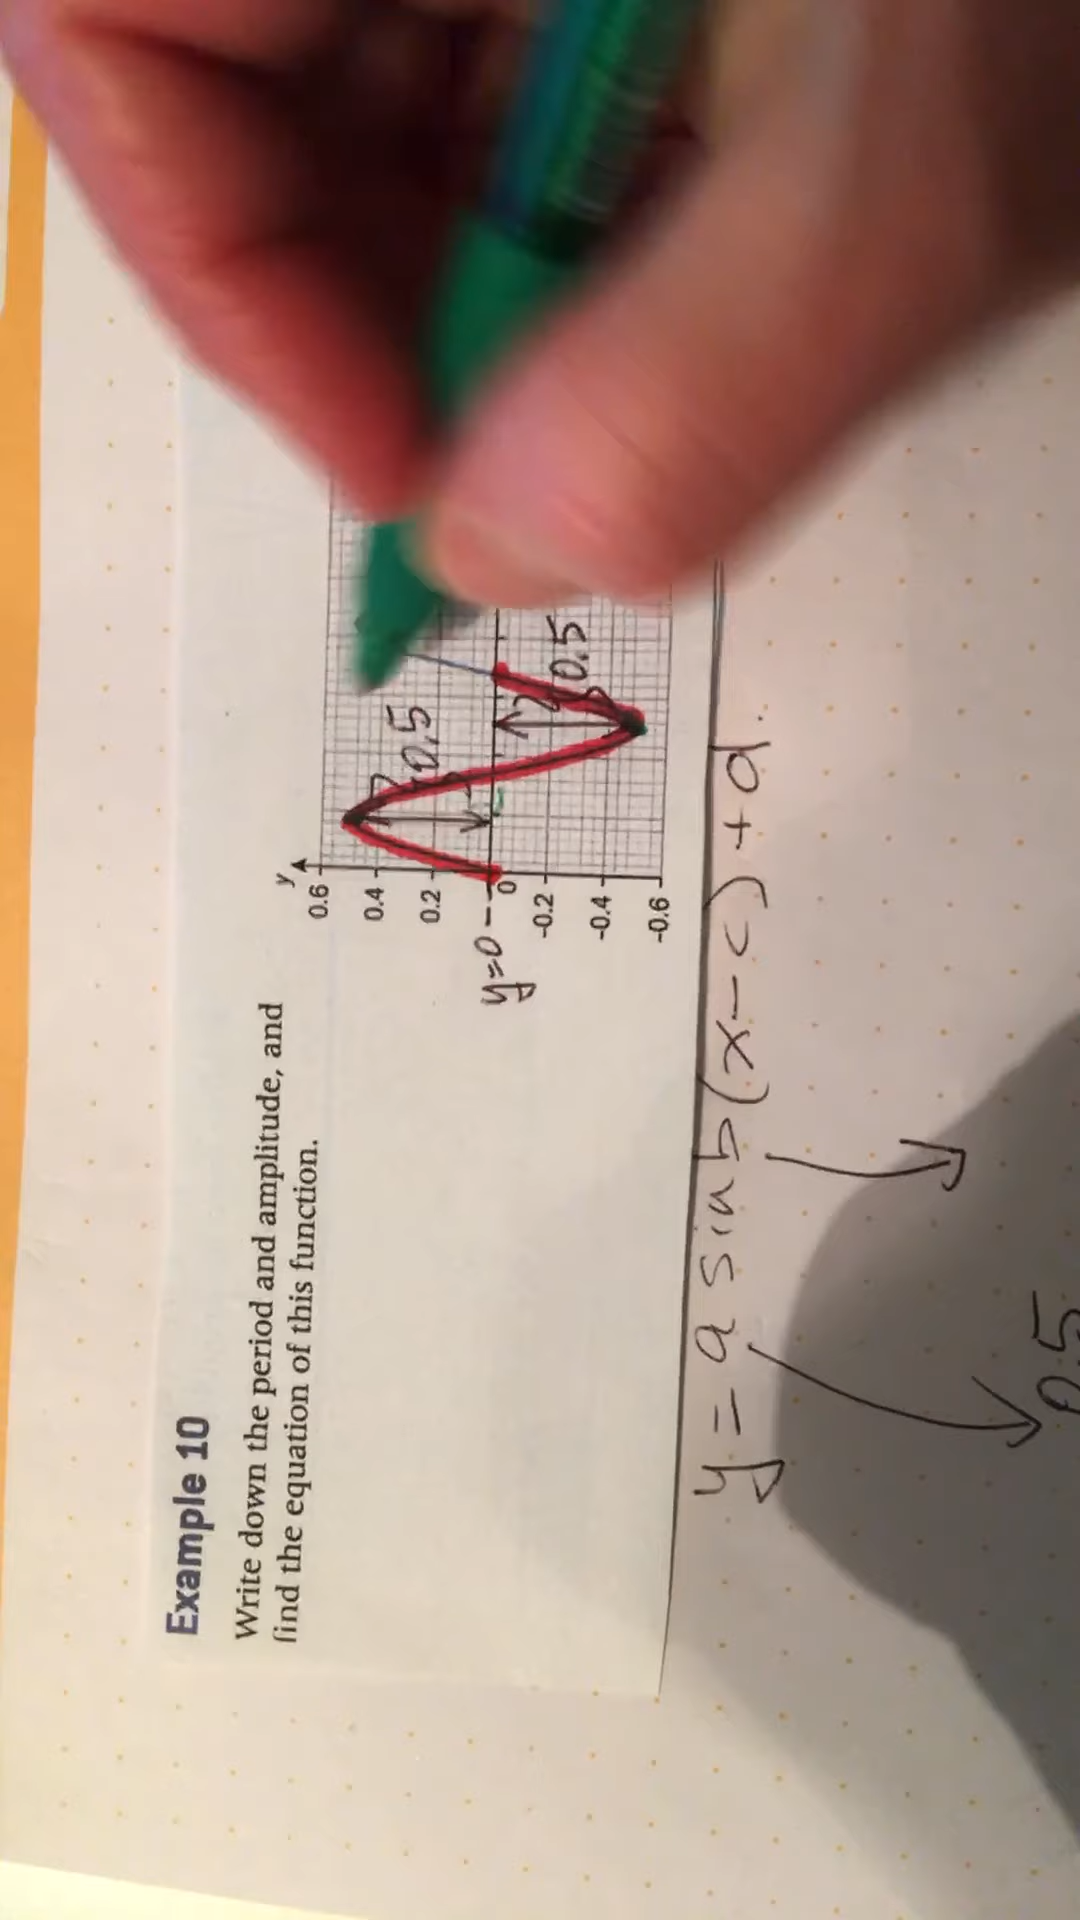 Example 10
Write down the period and amplitude, and
find the equation of this function.
y
0.6
0.4
0.2
0
-0.2
-0.4
-0.6
y=0
0.5
0.5
y = a sin b (x - c) + d.
0.5